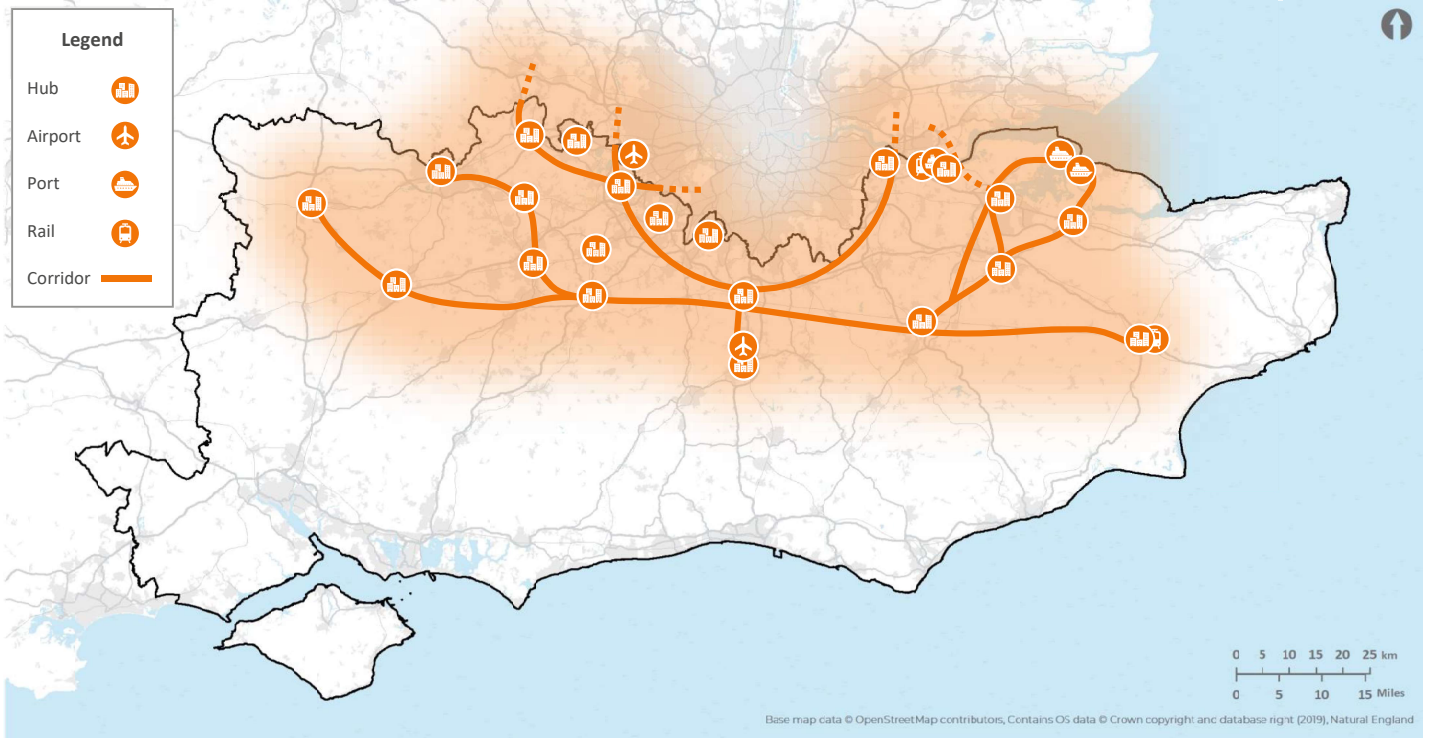 Legend
Hub
Airport
Port
Rail
Corridor
0 5 10 15 20 25 km
0 5 10 15 Miles
Base map cata © OpenStreetMap contributors, Contains OS data © Crown copyright and database right (2019), Natural England